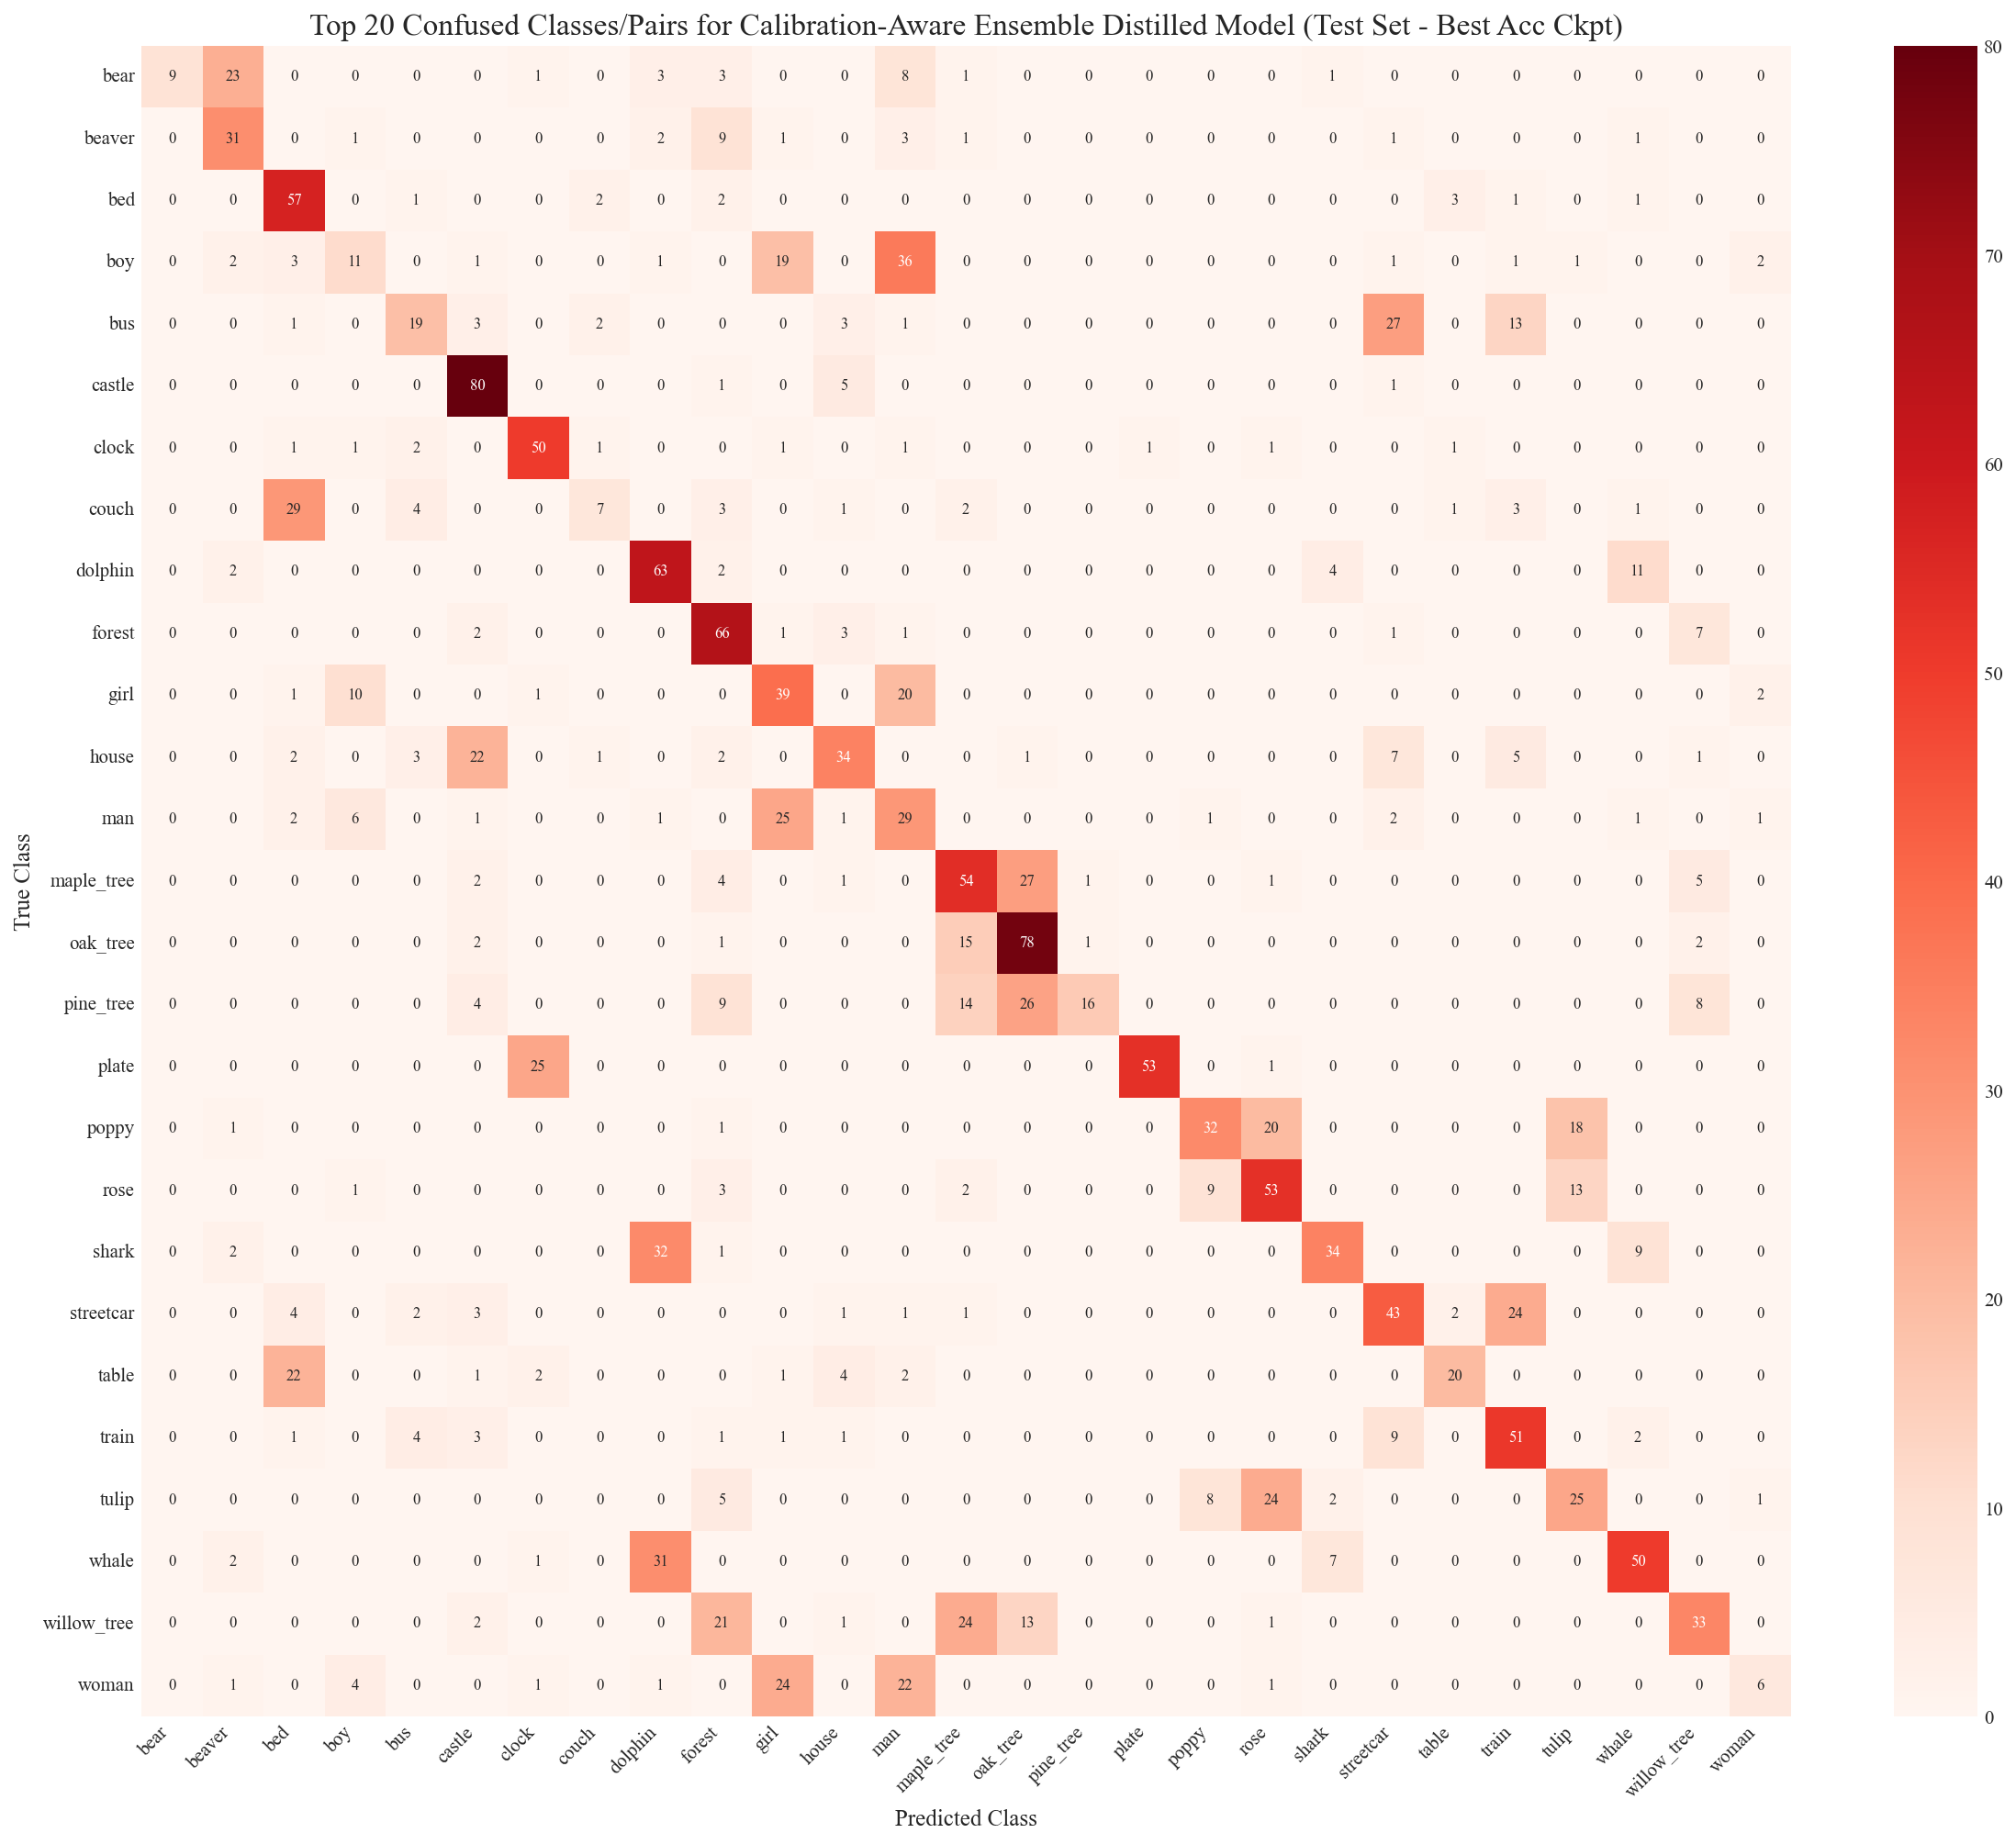 Top 20 Confused Classes/Pairs for Calibration-Aware Ensemble Distilled Model (Test Set - Best Acc Ckpt)
bear 9 23 0 0 0 0 1 0 3 3 0 0 8 1 0 0 0 0 0 1 0 0 0 0 0 0 0
beaver 0 31 0 1 0 0 0 0 2 9 1 0 3 1 0 0 0 0 0 0 1 0 0 0 1 0 0
bed 0 0 57 0 1 0 0 2 0 2 0 0 0 0 0 0 0 0 0 0 0 3 1 0 1 0 0
boy 0 2 3 11 0 1 0 0 1 0 19 0 36 0 0 0 0 0 0 0 1 0 1 1 0 0 2
bus 0 0 1 0 19 3 0 2 0 0 0 3 1 0 0 0 0 0 0 0 27 0 13 0 0 0 0
castle 0 0 0 0 0 80 0 0 0 1 0 5 0 0 0 0 0 0 0 0 1 0 0 0 0 0 0
clock 0 0 1 1 2 0 50 1 0 0 1 0 1 0 0 0 1 0 1 0 0 1 0 0 0 0 0
couch 0 0 29 0 4 0 0 7 0 3 0 1 0 2 0 0 0 0 0 0 0 1 3 0 1 0 0
dolphin 0 2 0 0 0 0 0 0 63 2 0 0 0 0 0 0 0 0 0 4 0 0 0 0 11 0 0
forest 0 0 0 0 0 2 0 0 0 66 1 3 1 0 0 0 0 0 0 0 1 0 0 0 0 7 0
girl 0 0 1 10 0 0 1 0 0 0 39 0 20 0 0 0 0 0 0 0 0 0 0 0 0 0 2
house 0 0 2 0 3 22 0 1 0 2 0 34 0 0 1 0 0 0 0 0 7 0 5 0 0 1 0
man 0 0 2 6 0 1 0 0 1 0 25 1 29 0 0 0 0 1 0 0 2 0 0 0 1 0 1
maple_tree 0 0 0 0 0 2 0 0 0 4 0 1 0 54 27 1 0 0 1 0 0 0 0 0 0 5 0
oak_tree 0 0 0 0 0 2 0 0 0 1 0 0 0 15 78 1 0 0 0 0 0 0 0 0 0 2 0
pine_tree 0 0 0 0 0 4 0 0 0 9 0 0 0 14 26 16 0 0 0 0 0 0 0 0 0 8 0
plate 0 0 0 0 0 0 25 0 0 0 0 0 0 0 0 0 53 0 1 0 0 0 0 0 0 0 0
poppy 0 1 0 0 0 0 0 0 0 1 0 0 0 0 0 0 0 32 20 0 0 0 0 18 0 0 0
rose 0 0 0 1 0 0 0 0 0 3 0 0 0 2 0 0 0 9 53 0 0 0 0 13 0 0 0
shark 0 2 0 0 0 0 0 0 32 1 0 0 0 0 0 0 0 0 0 34 0 0 0 0 9 0 0
streetcar 0 0 4 0 2 3 0 0 0 0 0 1 1 1 0 0 0 0 0 0 43 2 24 0 0 0 0
table 0 0 22 0 0 1 2 0 0 0 1 4 2 0 0 0 0 0 0 0 0 20 0 0 0 0 0
train 0 0 1 0 4 3 0 0 0 1 1 1 0 0 0 0 0 0 0 0 9 0 51 0 2 0 0
tulip 0 0 0 0 0 0 0 0 0 5 0 0 0 0 0 0 0 8 24 2 0 0 0 25 0 0 1
whale 0 2 0 0 0 0 1 0 31 0 0 0 0 0 0 0 0 0 0 7 0 0 0 0 50 0 0
willow_tree 0 0 0 0 0 2 0 0 0 21 0 1 0 24 13 0 0 0 1 0 0 0 0 0 0 33 0
woman 0 1 0 4 0 0 1 0 1 0 24 0 22 0 0 0 0 0 1 0 0 0 0 0 0 0 6
bear beaver bed boy bus castle clock couch dolphin forest girl house man maple_tree oak_tree pine_tree plate poppy rose shark streetcar table train tulip whale willow_tree woman
Predicted Class
True Class
80
70
60
50
40
30
20
10
0